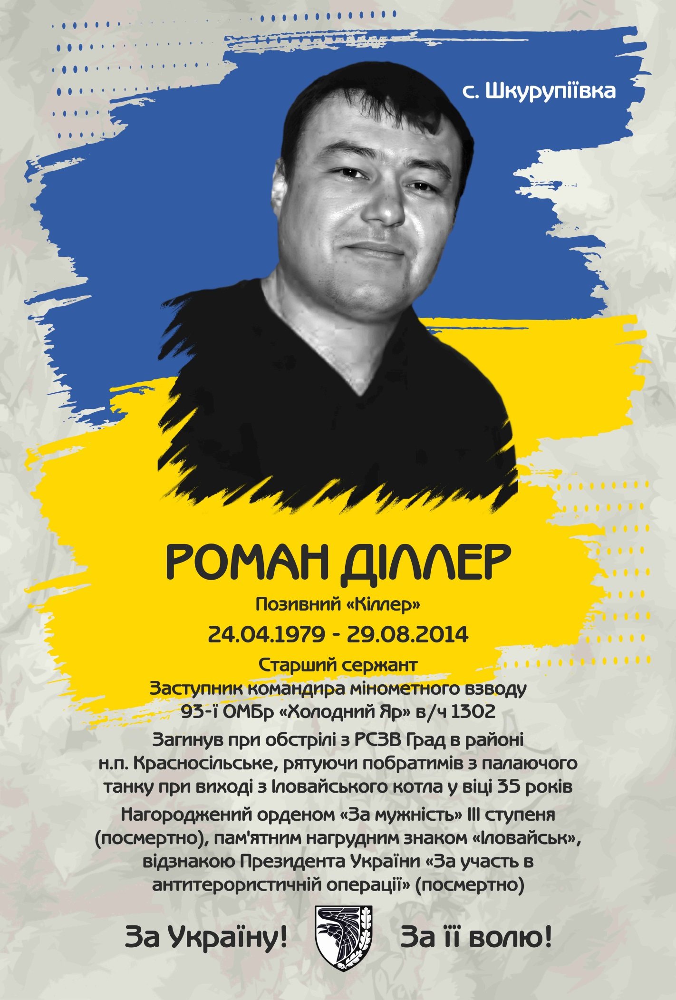 с. Шкурупіївка
РОМАН ДІЛЛЕР
Позивний «Кіллер»
24.04.1979 - 29.08.2014
Старший сержант
Заступник командира мінометного взводу
93-ї ОМБр «Холодний Яр» в/ч 1302
Загинув при обстрілі з РСЗВ Град в районі
н.п. Красносільське, рятуючи побратимів з палаючого
танку при виході з Іловайського котла у віці 35 років
Нагороджений орденом «За мужність» III ступеня
(посмертно), пам'ятним нагрудним знаком «Іловайськ»,
відзнакою Президента України «За участь в
антитерористичній операції» (посмертно)
За Україну! За її волю!